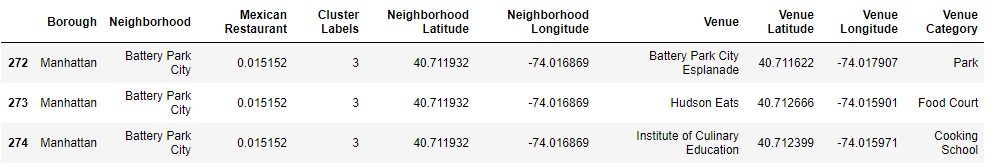 Borough Neighborhood Mexican Restaurant Cluster Labels Neighborhood Latitude Neighborhood Longitude Venue Venue Latitude Venue Longitude Venue Category
272 Manhattan Battery Park City 0.015152 3 40.711932 -74.016869 Battery Park City Esplanade 40.711622 -74.017907 Park
273 Manhattan Battery Park City 0.015152 3 40.711932 -74.016869 Hudson Eats 40.712666 -74.015901 Food Court
274 Manhattan Battery Park City 0.015152 3 40.711932 -74.016869 Institute of Culinary Education 40.712399 -74.015971 Cooking School